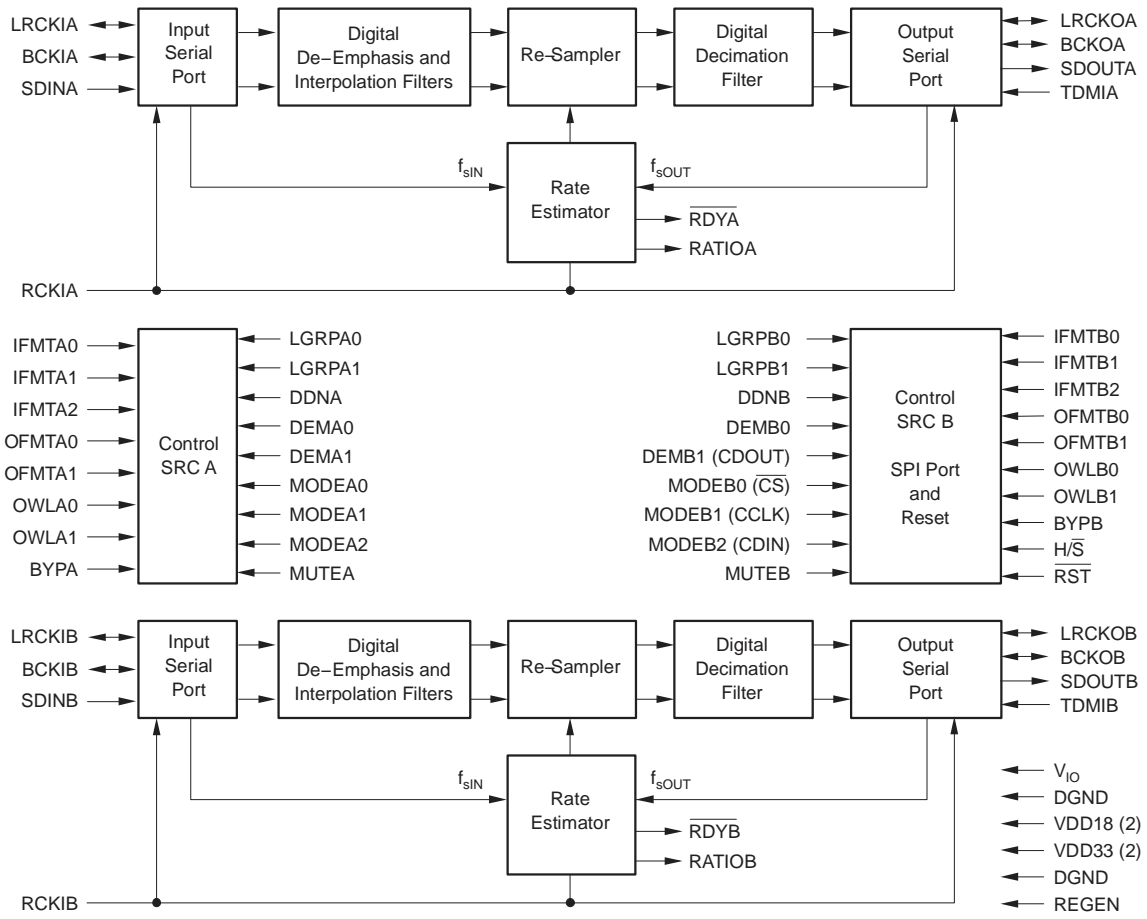 LRCKIA
BCKIA
SDINA
Input
Serial
Port
Digital
De−Emphasis and
Interpolation Filters
Re−Sampler
Digital
Decimation
Filter
Output
Serial
Port
LRCKOA
BCKOA
SDOUTA
TDMIA
fsIN
Rate
Estimator
fsOUT
RDYA
RATIOA
RCKIA
IFMTA0
IFMTA1
IFMTA2
OFMTA0
OFMTA1
OWLA0
OWLA1
BYPA
Control
SRC A
LGRPA0
LGRPA1
DDNA
DEMA0
DEMA1
MODEA0
MODEA1
MODEA2
MUTEA
LGRPB0
LGRPB1
DDNB
DEMB0
DEMB1 (CDOUT)
MODEB0 (CS)
MODEB1 (CCLK)
MODEB2 (CDIN)
MUTEB
Control
SRC B
SPI Port
and
Reset
IFMTB0
IFMTB1
IFMTB2
OFMTB0
OFMTB1
OWLB0
OWLB1
BYPB
H/S
RST
LRCKIB
BCKIB
SDINB
Input
Serial
Port
Digital
De−Emphasis and
Interpolation Filters
Re−Sampler
Digital
Decimation
Filter
Output
Serial
Port
LRCKOB
BCKOB
SDOUTB
TDMIB
fsIN
Rate
Estimator
fsOUT
RDYB
RATIOB
RCKIB
VIO
DGND
VDD18 (2)
VDD33 (2)
DGND
REGEN